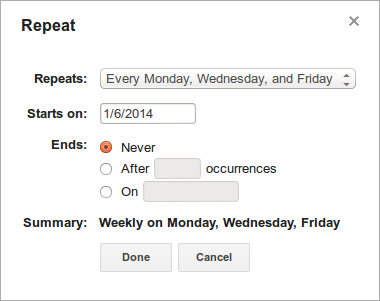 Repeat
Repeats: Every Monday, Wednesday, and Friday
Starts on: 1/6/2014
Ends: Never
After occurrences
On
Summary: Weekly on Monday, Wednesday, Friday
Done Cancel